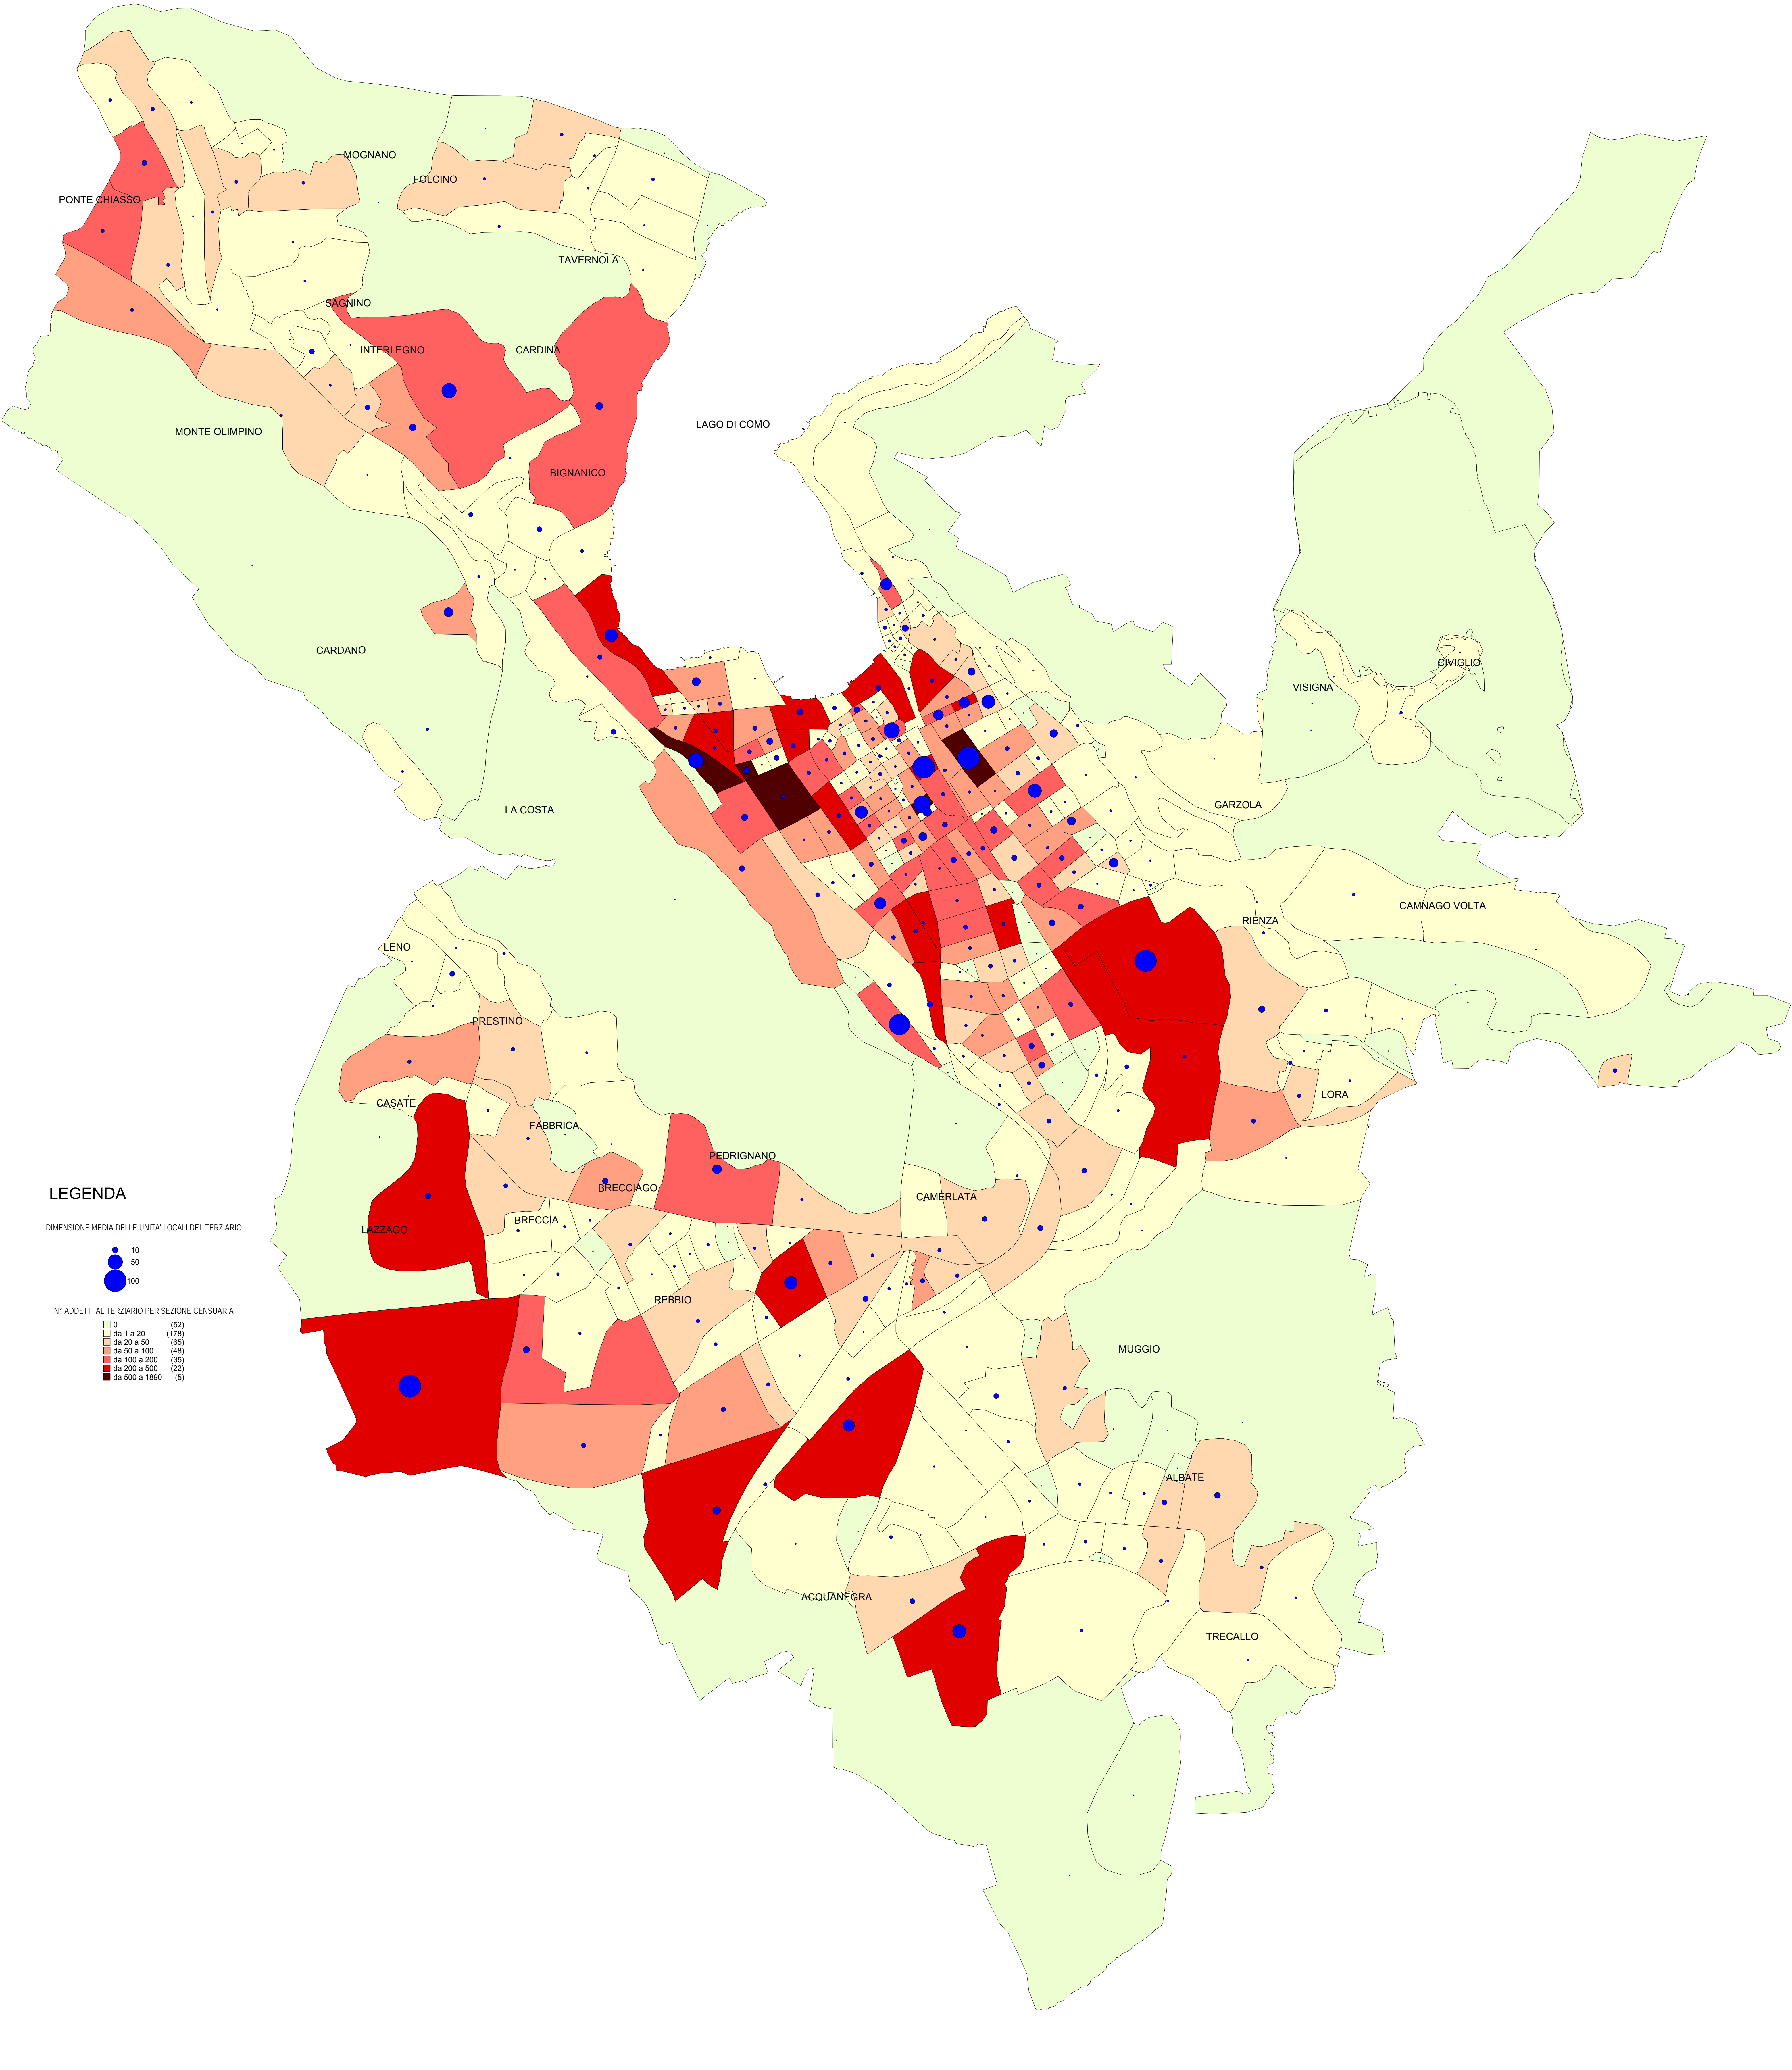 MOGNANO
FOLCINO
PONTE CHIASSO
TAVERNOLA
SAGNINO
INTERLEGNO
CARDINA
LAGO DI COMO
MONTE OLIMPINO
BIGNANICO
CARDANO
CIVIGLIO
VISIGNA
LA COSTA
GARZOLA
CAMNAGO VOLTA
RIENZA
LENO
PRESTINO
LORA
CASATE
FABBRICA
PEDRIGNANO
BRECCIAGO
CAMERLATA
LEGENDA
BRECCIA
DIMENSIONE MEDIA DELLE UNITA' LOCALI DEL TERZIARIO
LAZZAGO
10
50
100
REBBIO
N° ADDETTI AL TERZIARIO PER SEZIONE CENSUARIA
0 (52)
da 1 a 20 (178)
da 20 a 50 (65)
da 50 a 100 (48)
da 100 a 200 (35)
da 200 a 500 (22)
da 500 a 1890 (5)
MUGGIO
ALBATE
ACQUANEGRA
TRECALLO